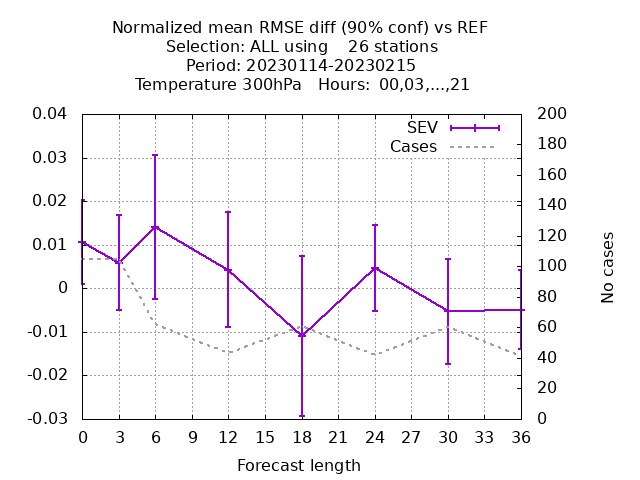 Normalized mean RMSE diff (90% conf) vs REF
Selection: ALL using 26 stations
Period: 20230114-20230215
Temperature 300hPa Hours: 00,03,...,21
SEV
Cases
0.04
0.03
0.02
0.01
0
-0.01
-0.02
-0.03
200
180
160
140
120
100
80
60
40
20
0
No cases
0 3 6 9 12 15 18 21 24 27 30 33 36
Forecast length